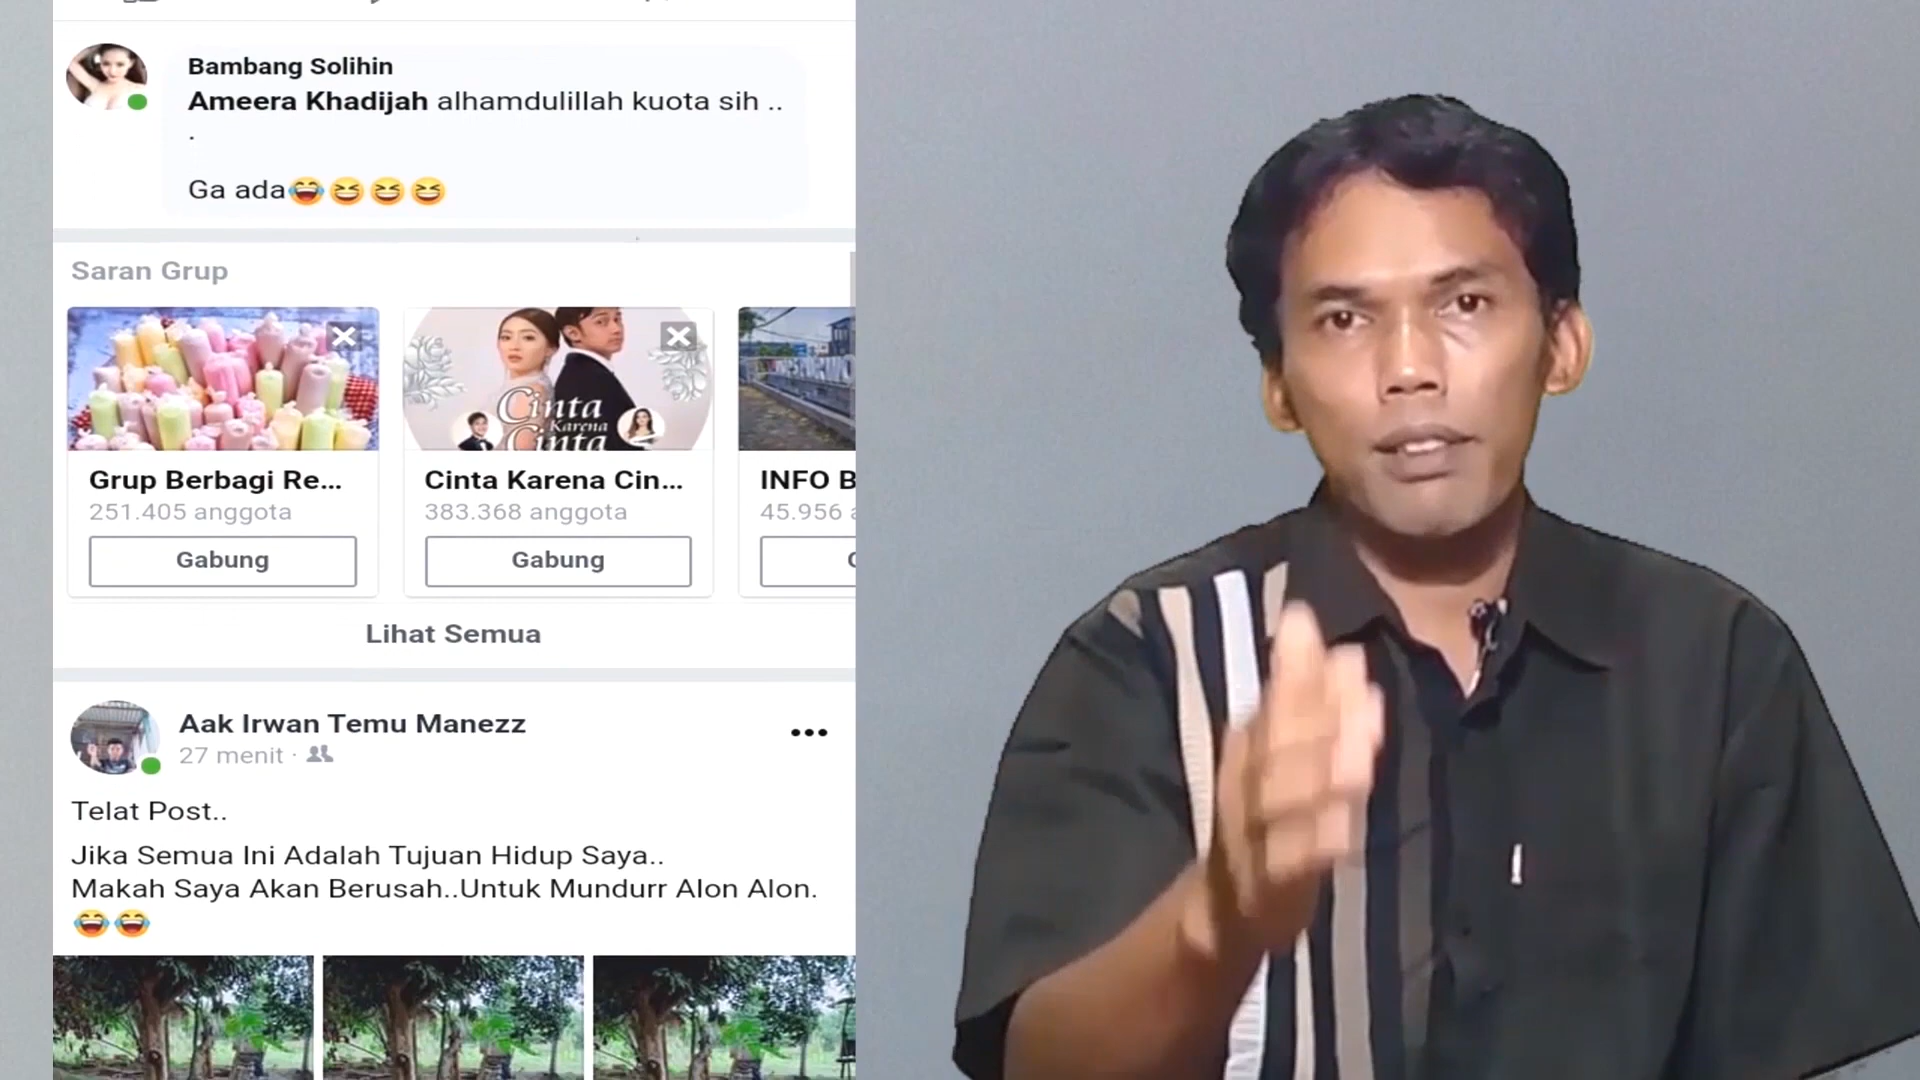 Bambang Solihin
Ameera Khadijah alhamdulillah kuota sih ..
.
Ga ada😂😆😆😆
Saran Grup
Cinta
Karena
Cinta
Grup Berbagi Re...
251.405 anggota
Gabung
Cinta Karena Cin...
383.368 anggota
Gabung
INFO B
45.956
Lihat Semua
Aak Irwan Temu Manezz
27 menit ·
Telat Post..
Jika Semua Ini Adalah Tujuan Hidup Saya..
Makah Saya Akan Berusah..Untuk Mundurr Alon Alon.
😂😂